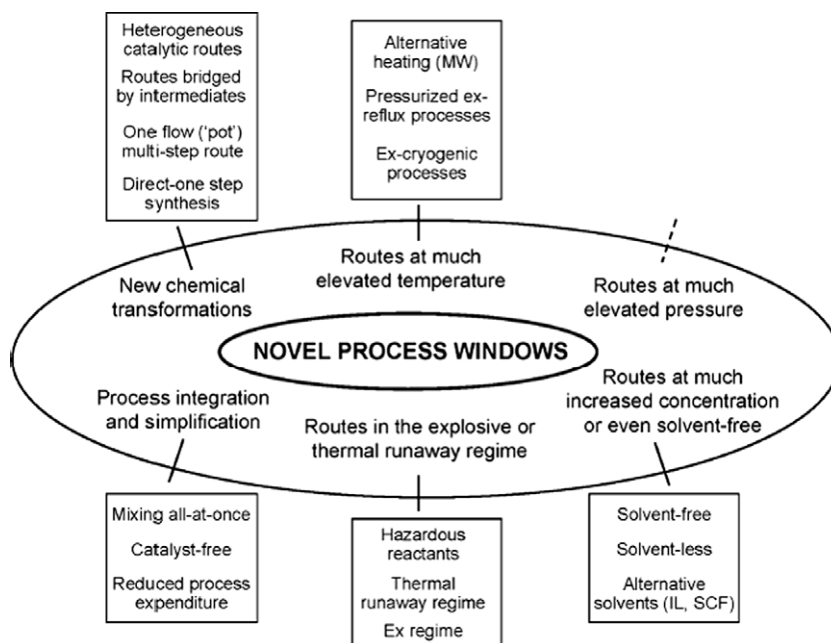 Heterogeneous
catalytic routes
Routes bridged
by intermediates
One flow ('pot')
multi-step route
Direct-one step
synthesis
Alternative
heating (MW)
Pressurized ex-
reflux processes
Ex-cryogenic
processes
New chemical
transformations
Routes at much
elevated temperature
Routes at much
elevated pressure
NOVEL PROCESS WINDOWS
Process integration
and simplification
Routes in the explosive or
thermal runaway regime
Routes at much
increased concentration
or even solvent-free
Mixing all-at-once
Catalyst-free
Reduced process
expenditure
Hazardous
reactants
Thermal
runaway regime
Ex regime
Solvent-free
Solvent-less
Alternative
solvents (IL, SCF)